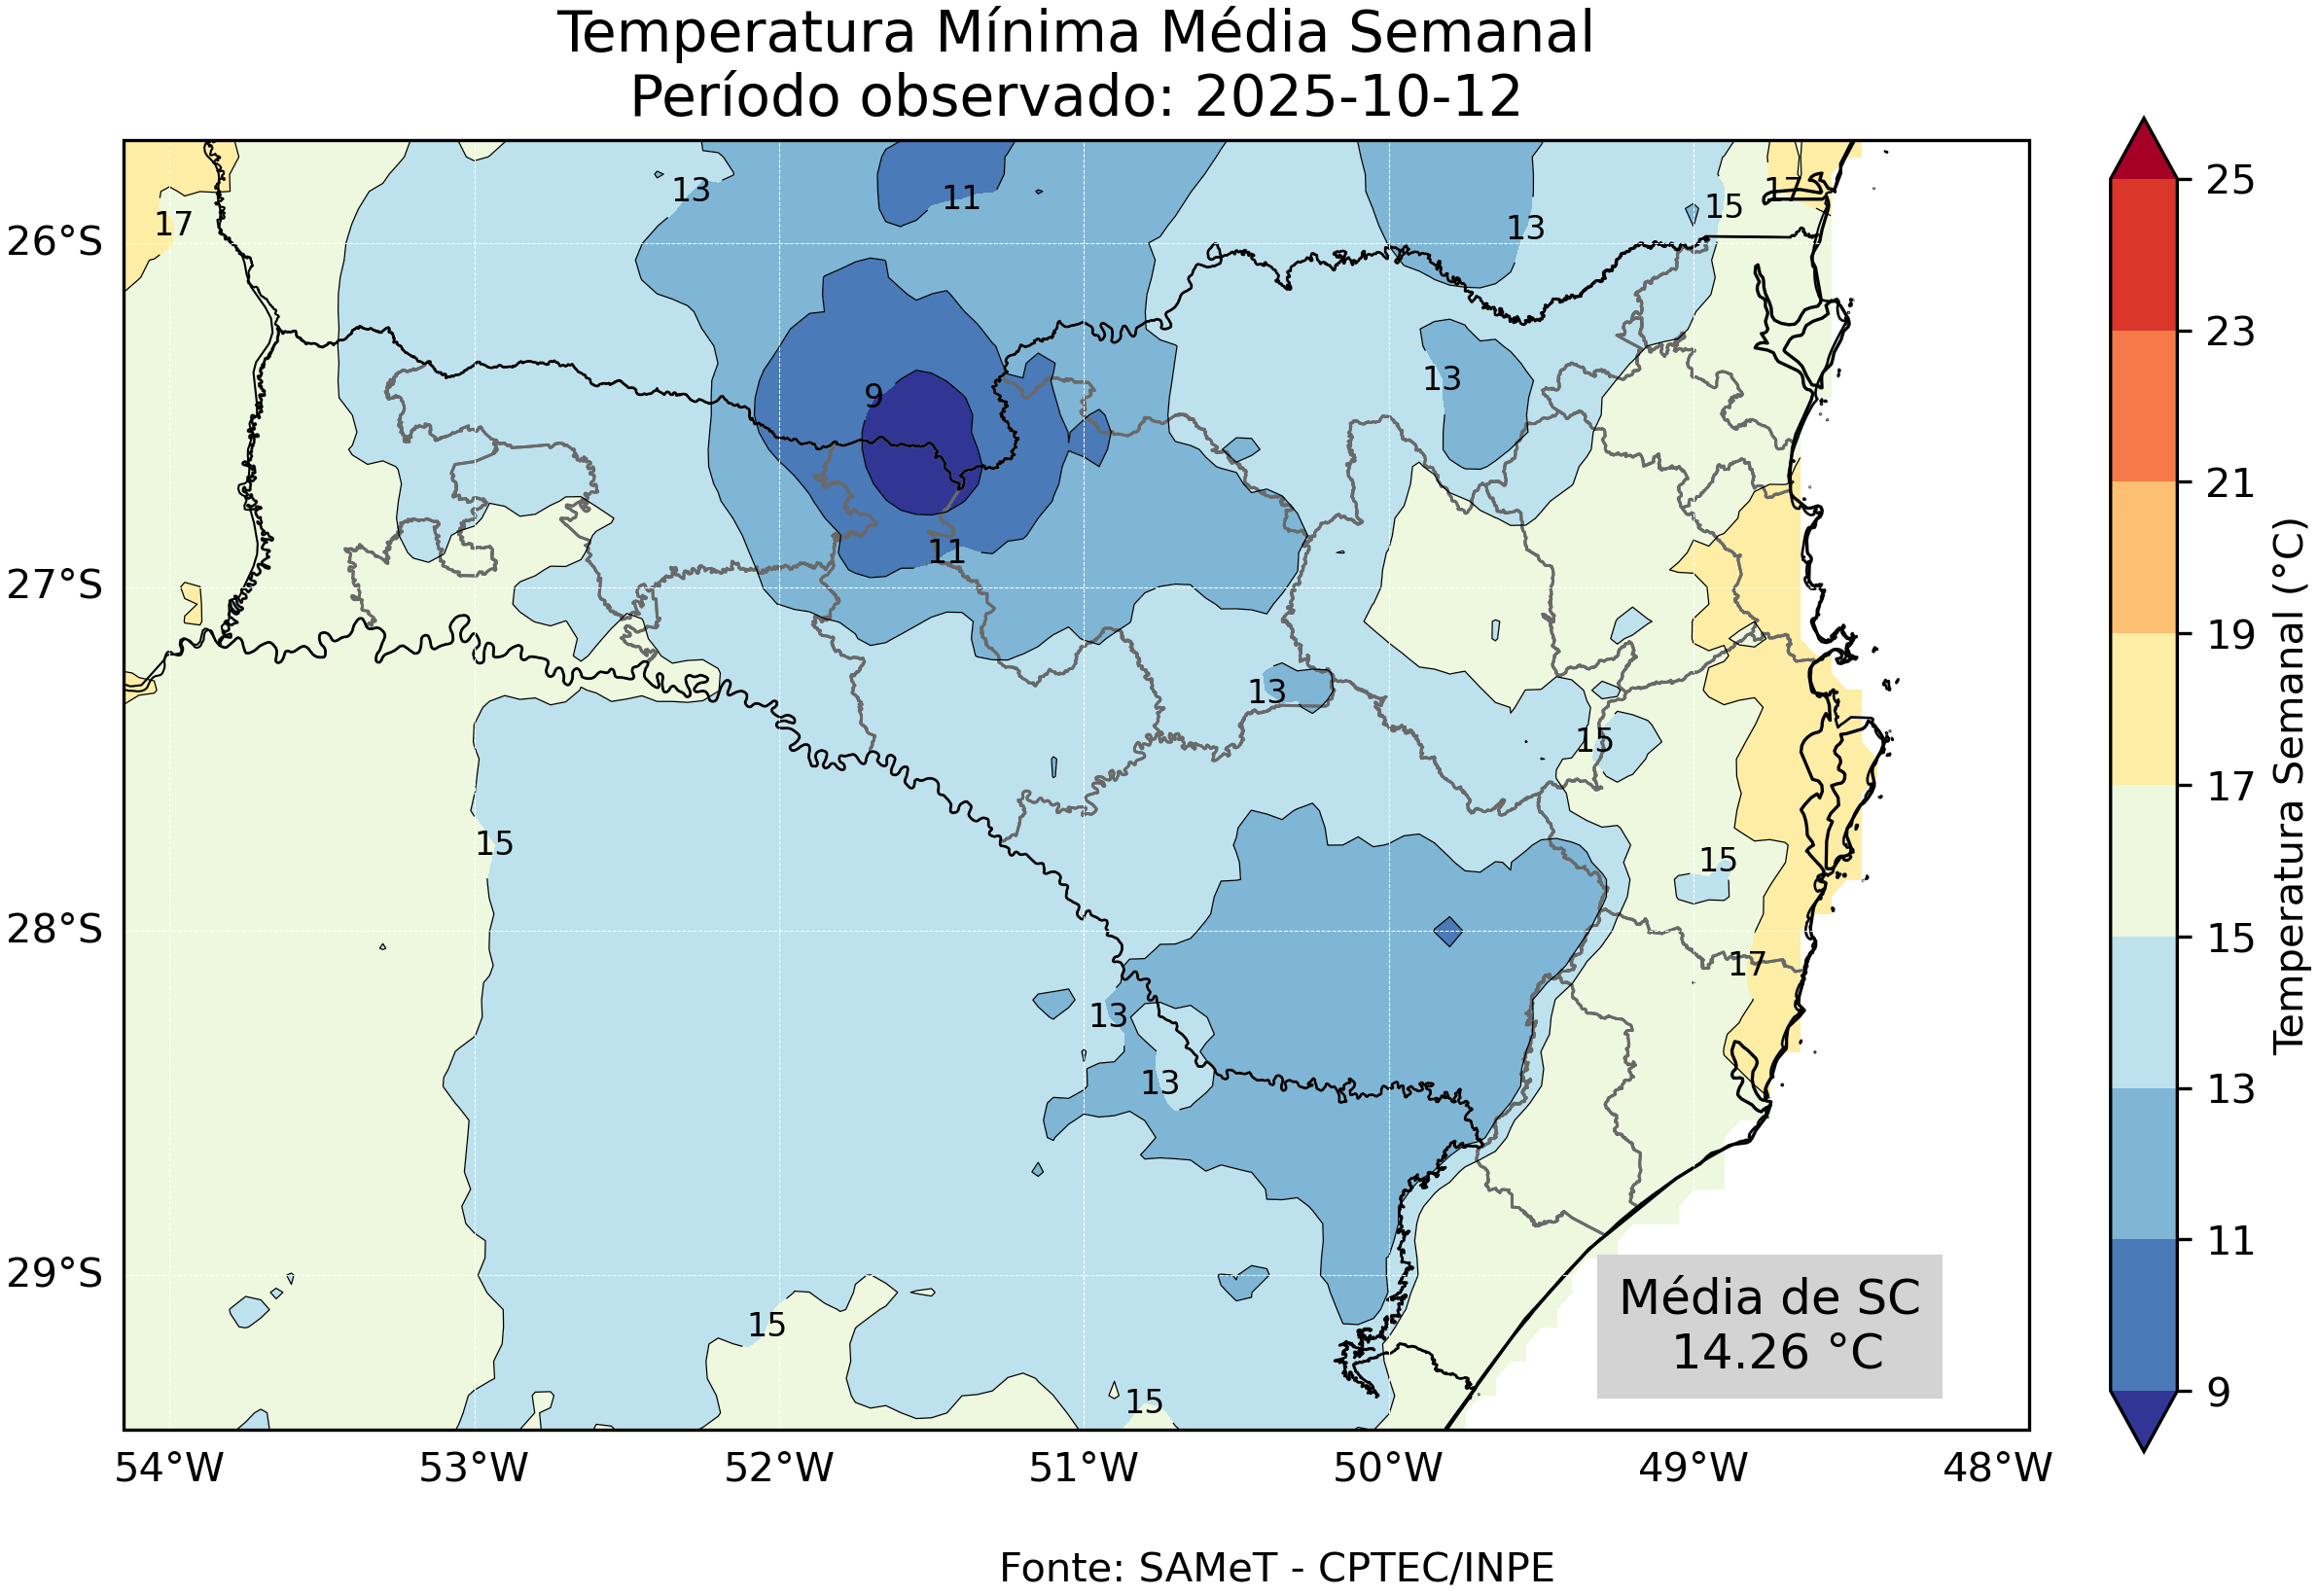 Temperatura Mínima Média Semanal
Período observado: 2025-10-12
17
13
11
13
15
17
9
13
11
13
15
15
15
17
13
13
15
15
26°S
27°S
28°S
29°S
54°W
53°W
52°W
51°W
50°W
49°W
48°W
Média de SC
14.26 °C
25
23
21
19
17
15
13
11
9
Temperatura Semanal (°C)
Fonte: SAMeT - CPTEC/INPE